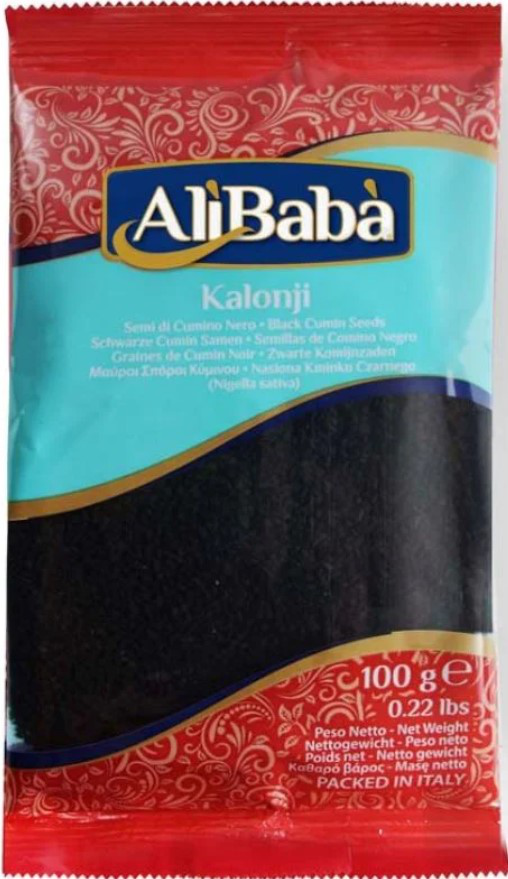 AlìBabà
Kalonji
Semi di Cumino Nero • Black Cumin Seeds
Schwarze Cumin Samen • Semillas de Comino Negro
Graines de Cumin Noir • Zwarte Komijnzaden
Μαύροι Σπόροι Κύμινου • Nasiona Kminku Czarnego
(Nigella sativa)
100 g ℮
0.22 lbs
Peso Netto - Net Weight
Nettogewicht - Peso neto
Poids net - Netto gewicht
Καθαρό βάρος - Masę netto
PACKED IN ITALY